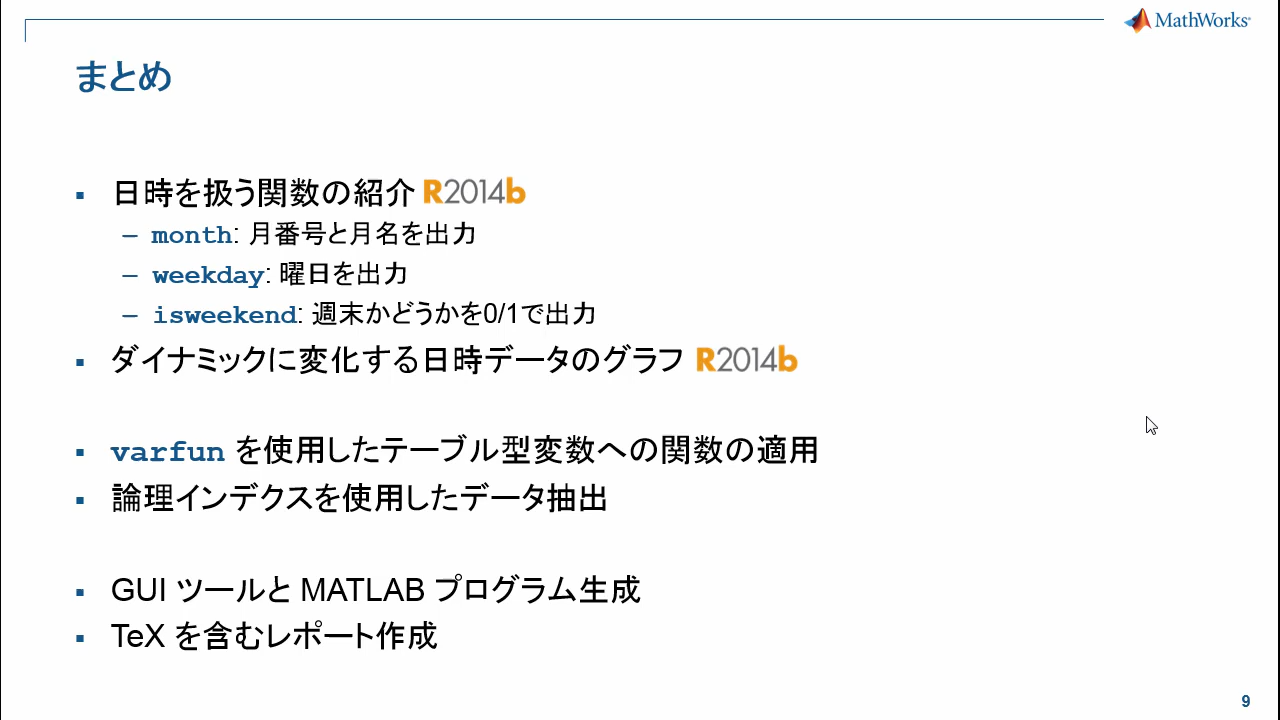 MathWorks
まとめ
▪ 日時を扱う関数の紹介 R2014b
– month: 月番号と月名を出力
– weekday: 曜日を出力
– isweekend: 週末かどうかを0/1で出力
▪ ダイナミックに変化する日時データのグラフ R2014b
▪ varfun を使用したテーブル型変数への関数の適用
▪ 論理インデクスを使用したデータ抽出
▪ GUI ツールと MATLAB プログラム生成
▪ TeX を含むレポート作成
9